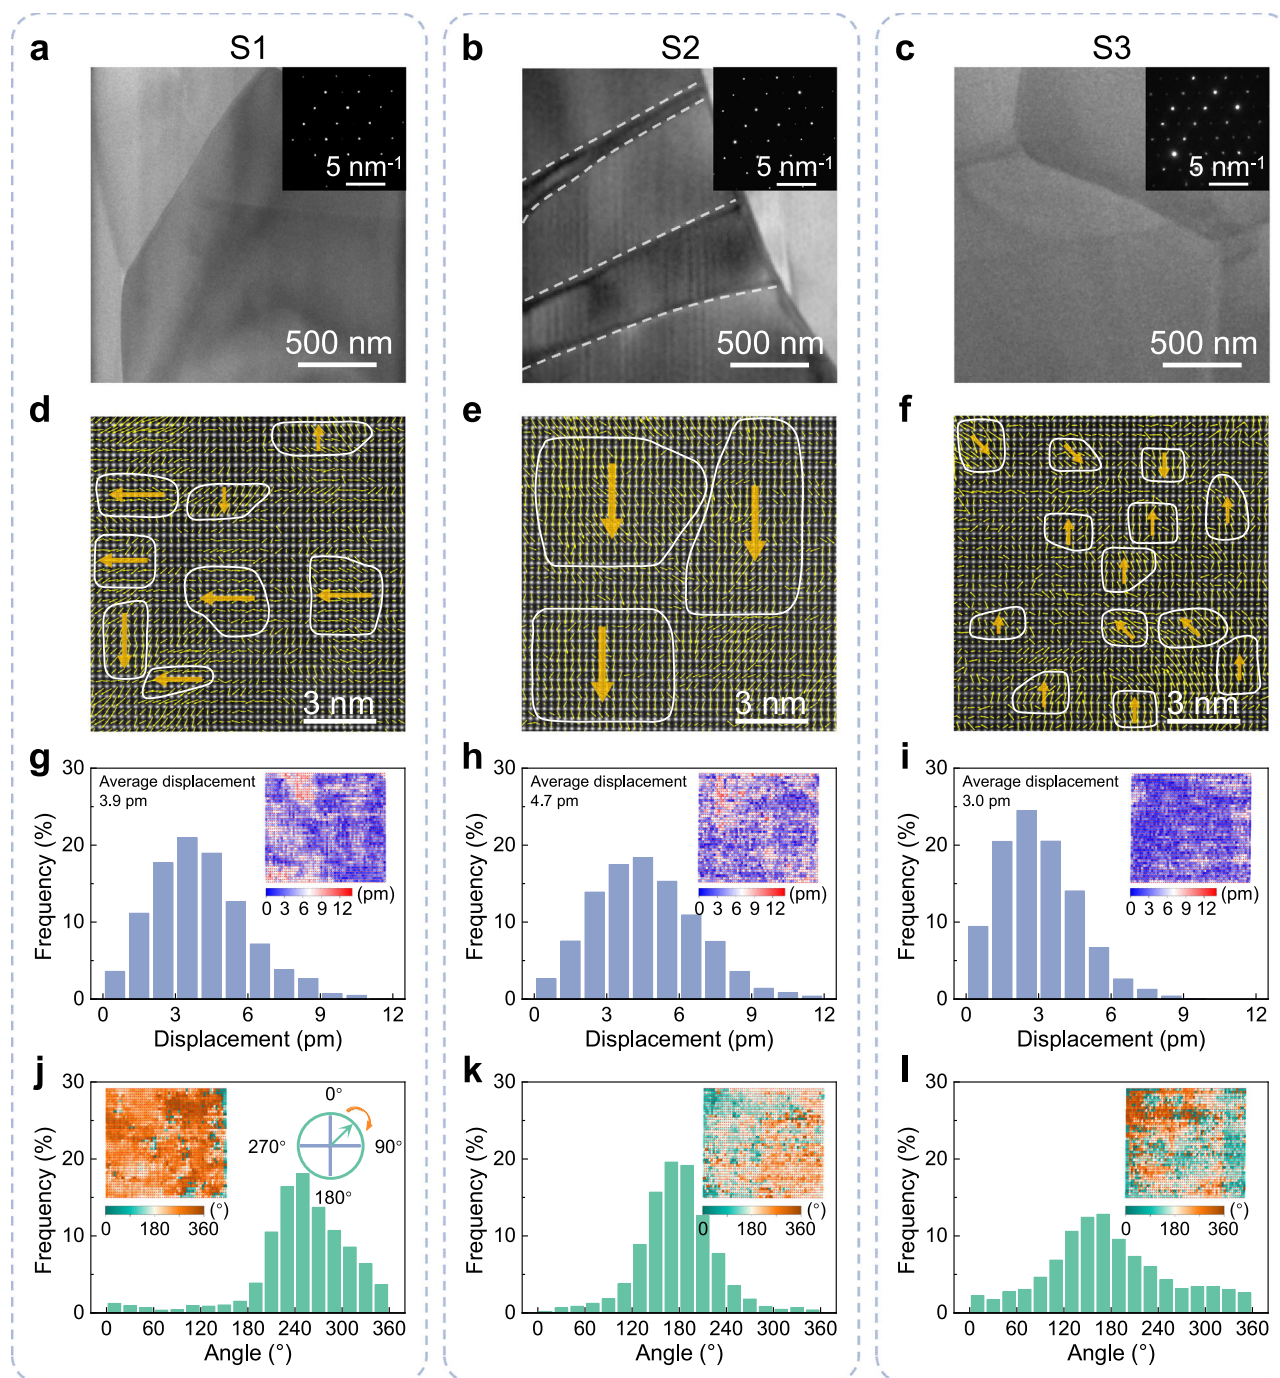 S1 S2 S3
a b c
5 nm-1 5 nm-1 5 nm-1
500 nm 500 nm 500 nm
d e f
3 nm 3 nm 3 nm
g h i
30 30 30
Average displacement Average displacement Average displacement
3.9 pm 4.7 pm 3.0 pm
20 20 20
(pm) (pm) (pm)
0 3 6 9 12 0 3 6 9 12 0 3 6 9 12
10 10 10
Frequency (%) Frequency (%) Frequency (%)
0 0 0
0 3 6 9 12 0 3 6 9 12 0 3 6 9 12
Displacement (pm) Displacement (pm) Displacement (pm)
j k l
30 30 30
0°
270° 90°
180°
20 20 20
(°) (°) (°)
0 180 360 0 180 360 0 180 360
10 10 10
Frequency (%) Frequency (%) Frequency (%)
0 0 0
0 60 120 180 240 300 360 0 60 120 180 240 300 360 0 60 120 180 240 300 360
Angle (°) Angle (°) Angle (°)